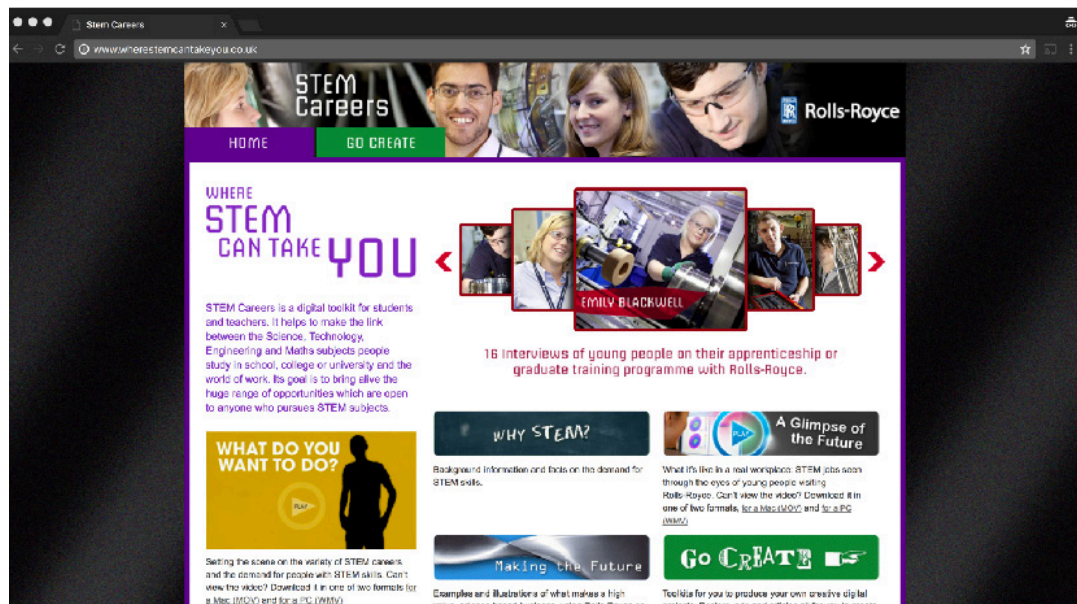 Stem Careers
www.wherestemcantakeyou.co.uk
STEM
Careers
Rolls-Royce
HOME
GO CREATE
WHERE
STEM
CAN TAKE YOU
STEM Careers is a digital toolkit for students
and teachers. It helps to make the link
between the Science, Technology,
Engineering and Maths subjects people
study in school, college or university and the
world of work. Its goal is to bring alive the
huge range of opportunities which are open
to anyone who pursues STEM subjects.
EMILY BLACKWELL
16 Interviews of young people on their apprenticeship or
graduate training programme with Rolls-Royce.
WHAT DO YOU
WANT TO DO?
PLAY
Setting the scene on the variety of STEM careers
and the demand for people with STEM skills. Can't
view the video? Download it in one of two formats for
a Mac (MOV) and for a PC (WMV)
WHY STEM?
Background information and facts on the demand for
STEM skills.
PLAY
A Glimpse of
the Future
What it's like in a real workplace: STEM jobs seen
through the eyes of young people visiting
Rolls-Royce. Can't view the video? Download it in
one of two formats, for a Mac (MOV) and for a PC
(WMV)
Making the Future
Examples and illustrations of what makes a high
GO CREATE
Toolkits for you to produce your own creative digital